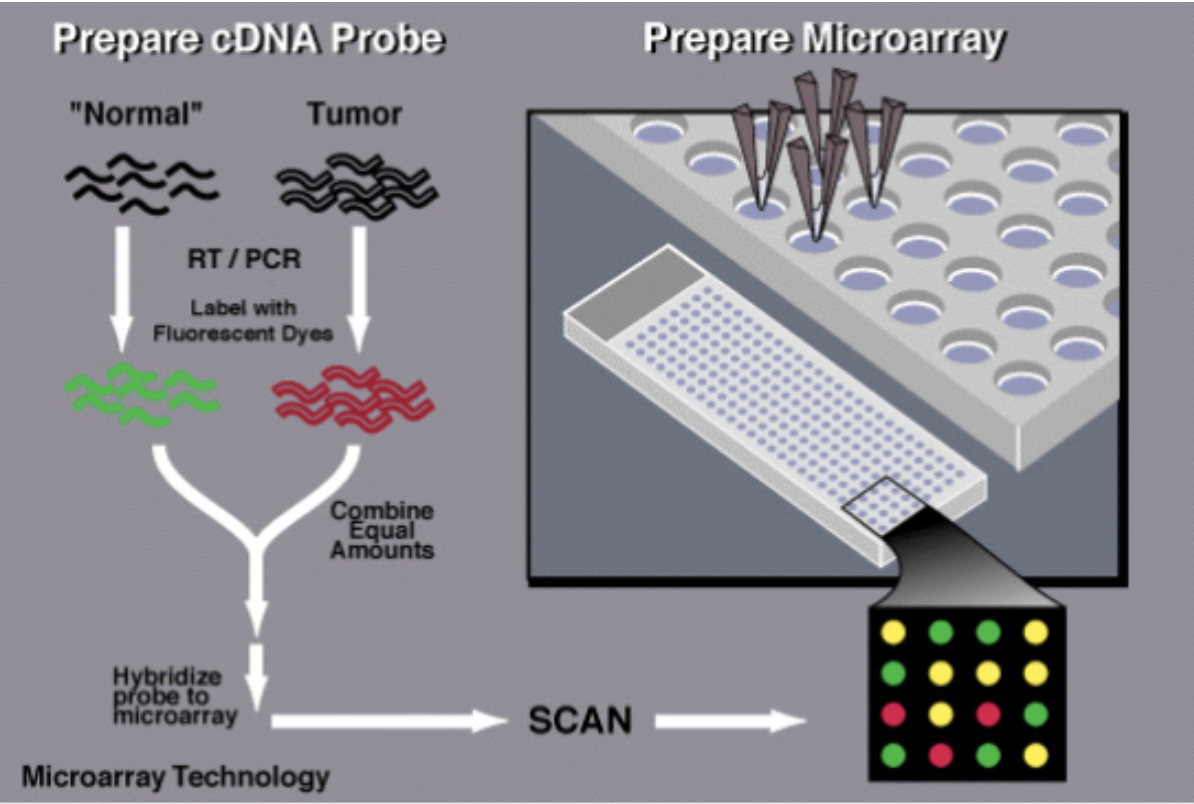 Prepare cDNA Probe
Prepare Microarray
"Normal"
Tumor
RT / PCR
Label with
Fluorescent Dyes
Combine
Equal
Amounts
Hybridize
probe to
microarray
SCAN
Microarray Technology